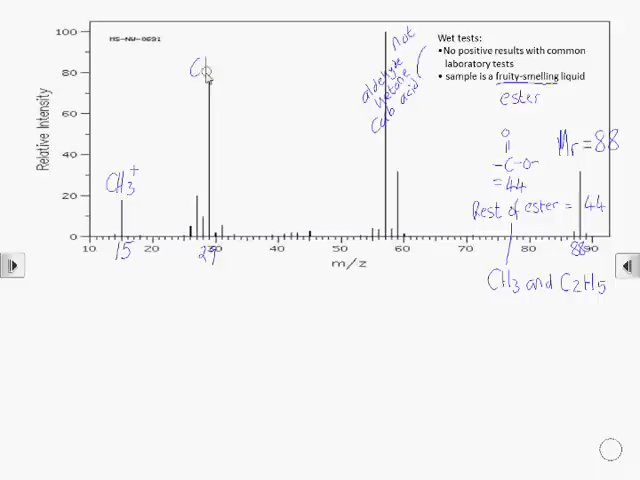 MS-NW-0691
100
80
60
40
20
0
10
20
30
40
50
60
70
80
90
Relative Intensity
m/z
CH3+
15
C
29
88
not
aldehyde
Ketone
Carb acid
Wet tests:
•No positive results with common
laboratory tests
• sample is a fruity-smelling liquid
ester
O
||
-C-O-
=44
Mr=88
Rest of ester = 44
CH3 and C2H5